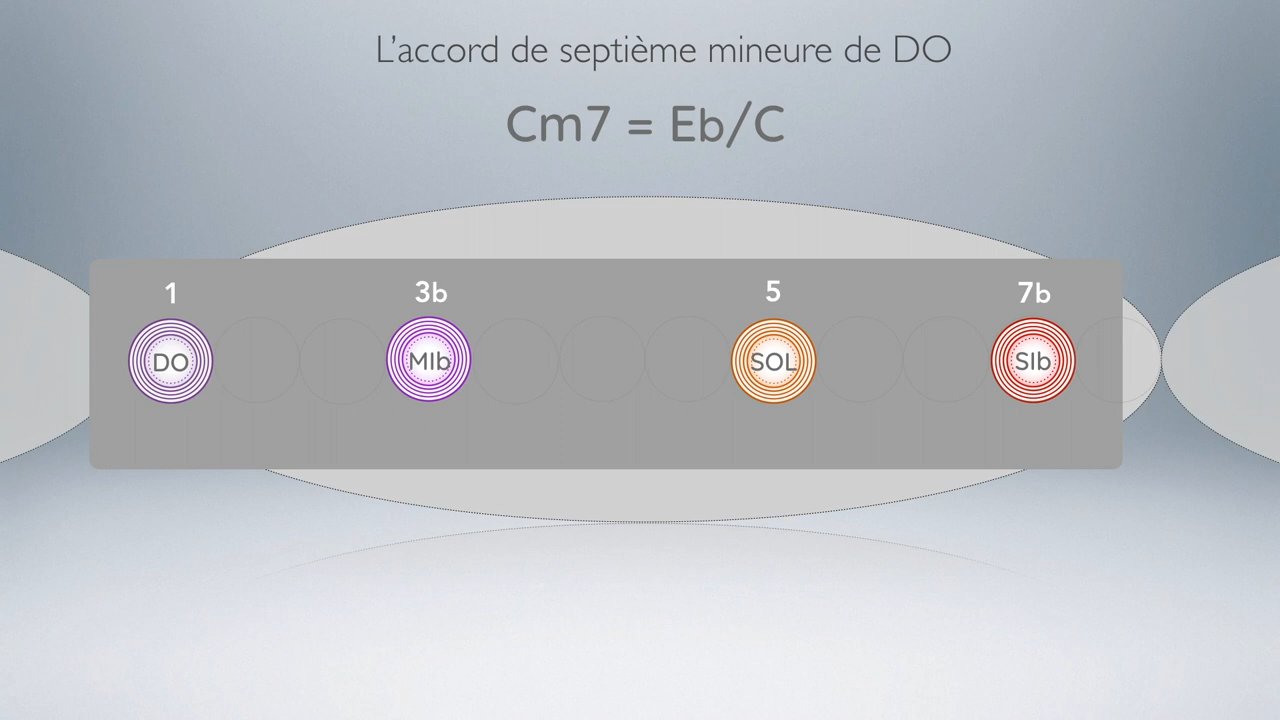 L’accord de septième mineure de DO
Cm7 = Eb/C
1 3b 5 7b
DO MIb SOL SIb